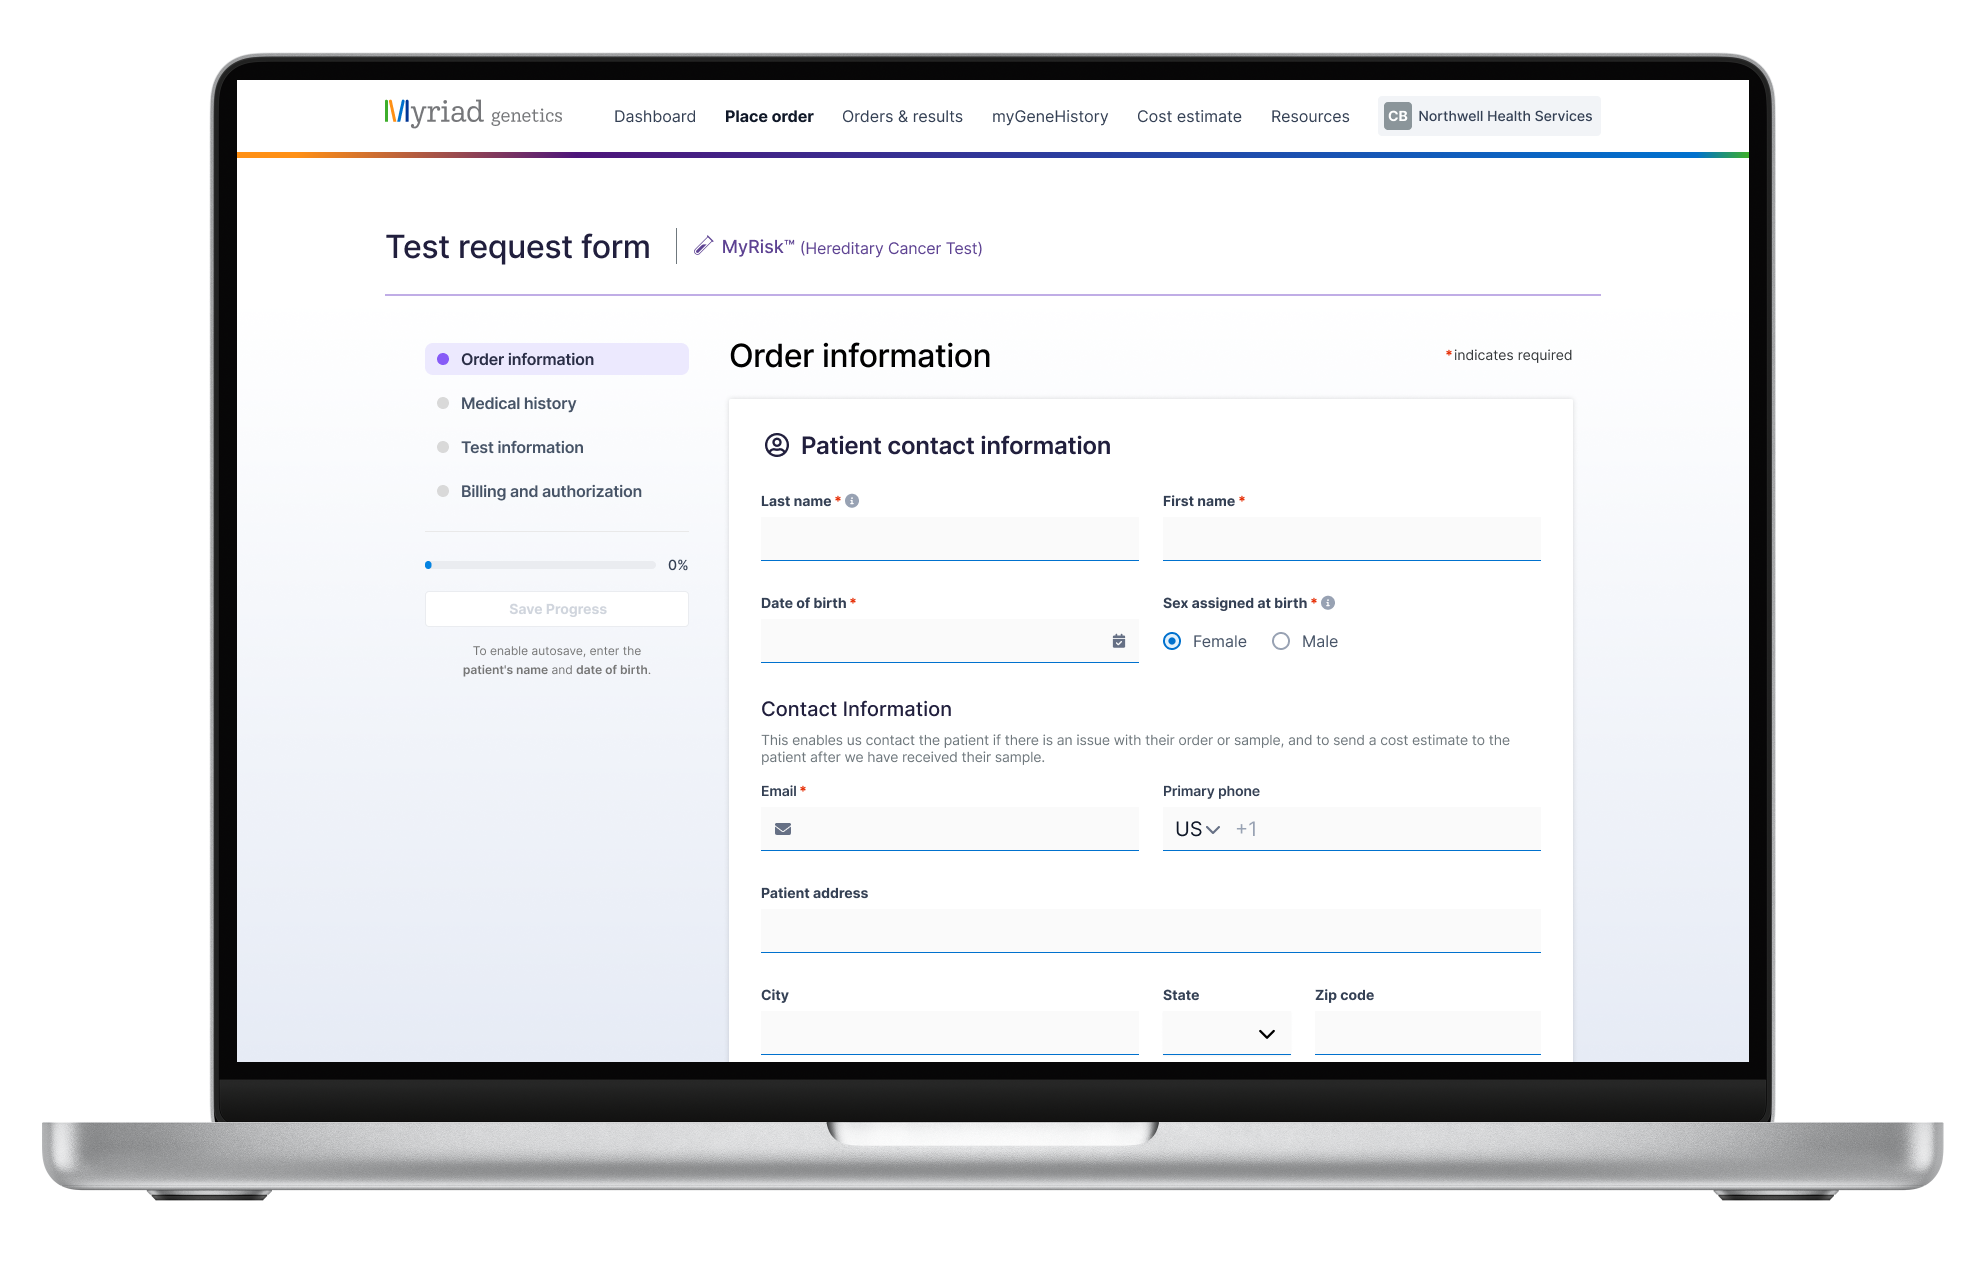 Myriad genetics
Dashboard Place order Orders & results myGeneHistory Cost estimate Resources CB Northwell Health Services
Test request form MyRisk™ (Hereditary Cancer Test)
Order information
Medical history
Test information
Billing and authorization
0%
Save Progress
To enable autosave, enter the
patient's name and date of birth.
Order information *indicates required
Patient contact information
Last name * First name *
Date of birth * Sex assigned at birth *
Female Male
Contact Information
This enables us contact the patient if there is an issue with their order or sample, and to send a cost estimate to the
patient after we have received their sample.
Email * Primary phone
US +1
Patient address
City State Zip code